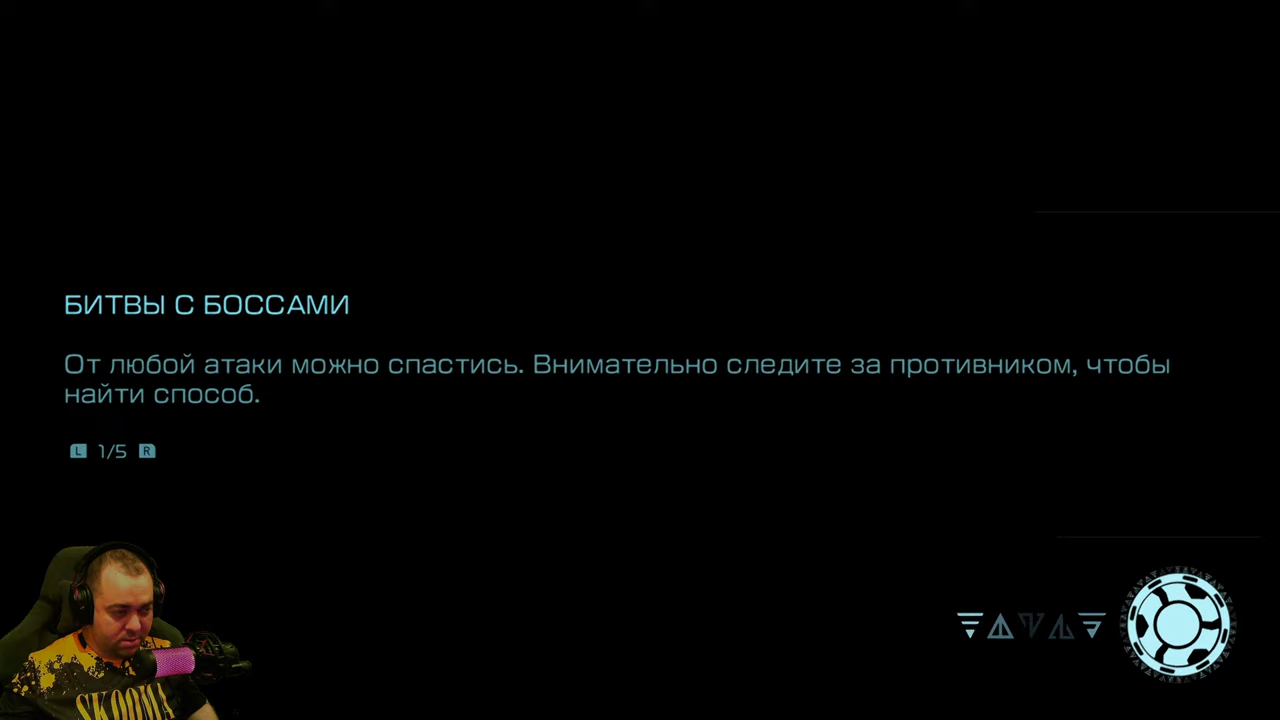 БИТВЫ С БОССАМИ
От любой атаки можно спастись. Внимательно следите за противником, чтобы
найти способ.
L 1/5 R
SKOOMA